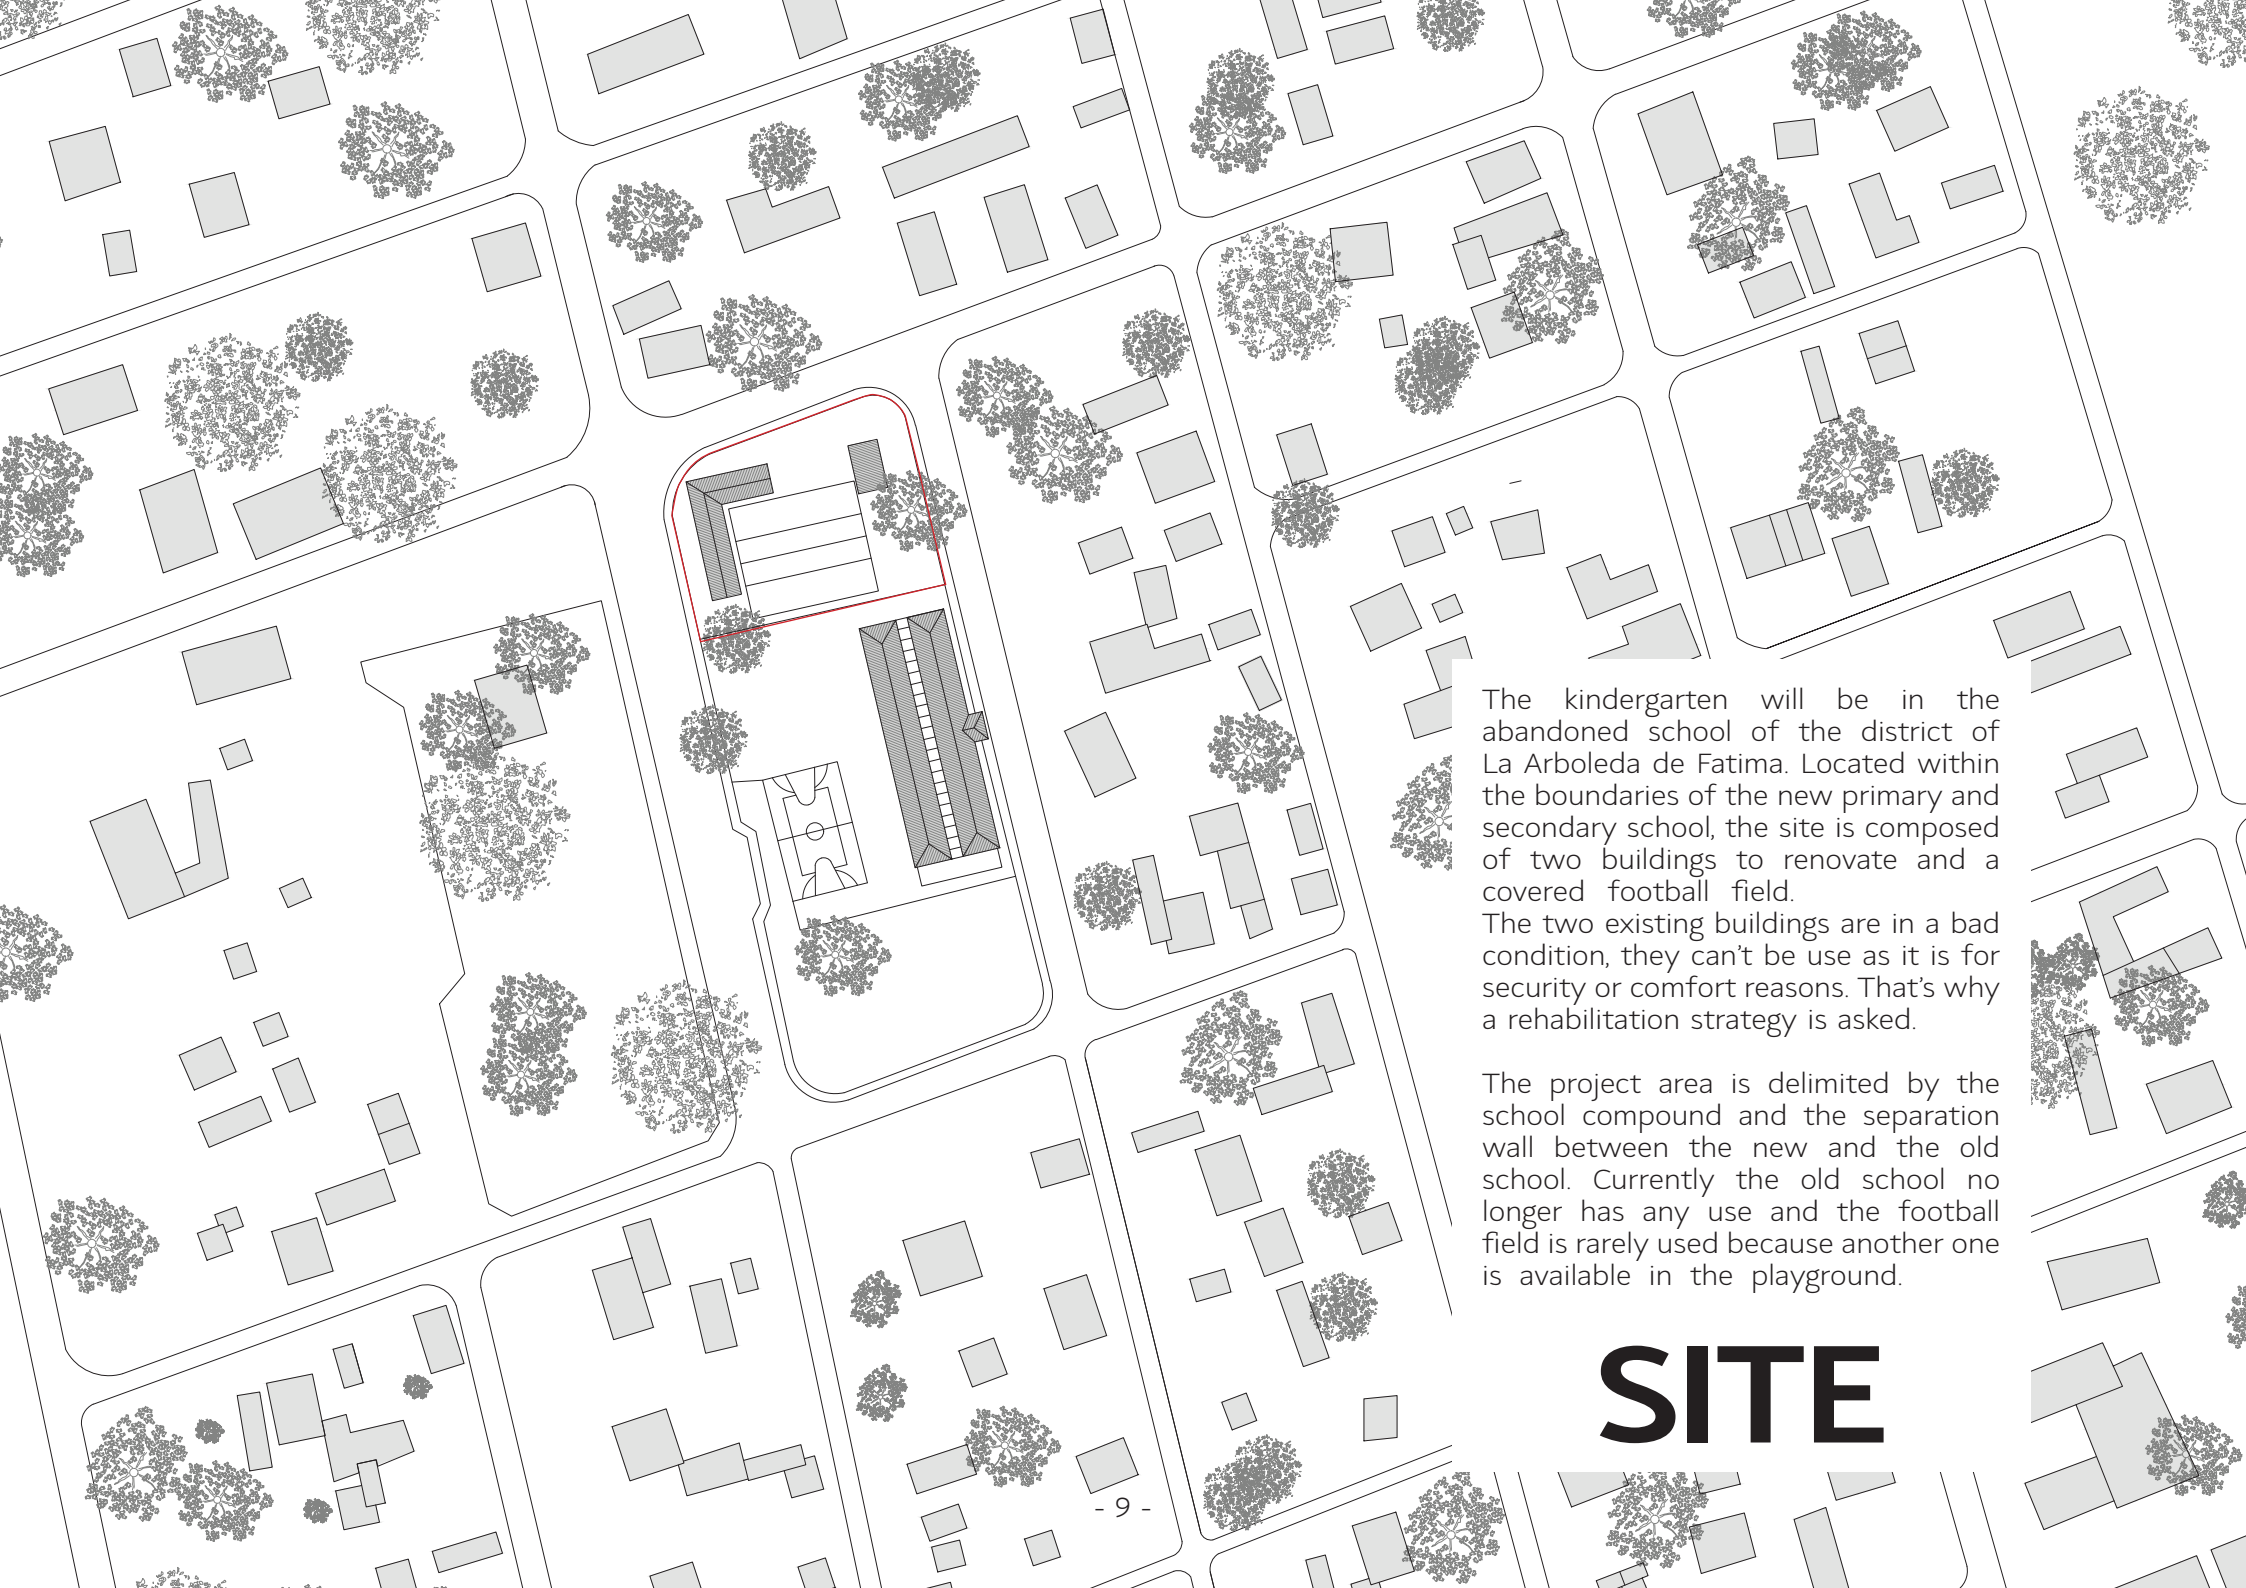 The kindergarten will be in the
abandoned school of the district of
La Arboleda de Fatima. Located within
the boundaries of the new primary and
secondary school, the site is composed
of two buildings to renovate and a
covered football field.
The two existing buildings are in a bad
condition, they can’t be use as it is for
security or comfort reasons. That’s why
a rehabilitation strategy is asked.
The project area is delimited by the
school compound and the separation
wall between the new and the old
school. Currently the old school no
longer has any use and the football
field is rarely used because another one
is available in the playground.
SITE
- 9 -